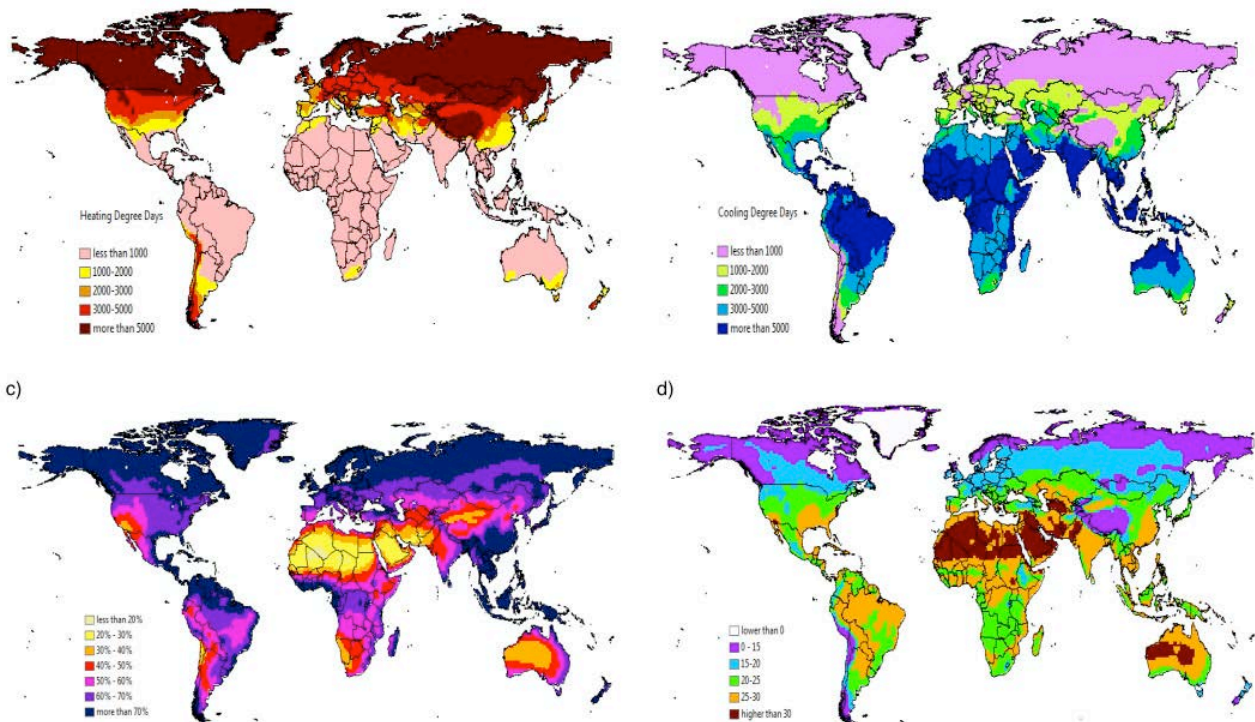 Heating Degree Days
less than 1000
1000-2000
2000-3000
3000-5000
more than 5000
Cooling Degree Days
less than 1000
1000-2000
2000-3000
3000-5000
more than 5000
c)
less than 20%
20% - 30%
30% - 40%
40% - 50%
50% - 60%
60% - 70%
more than 70%
d)
lower than 0
0 - 15
15-20
20-25
25-30
higher than 30